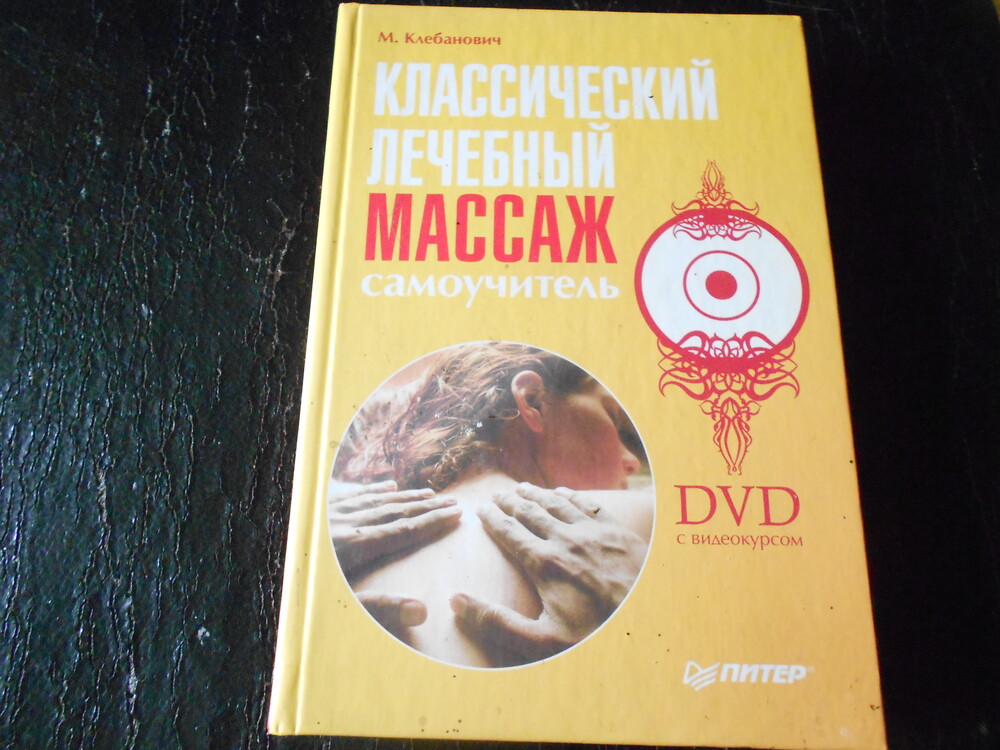 М. Клебанович
КЛАССИЧЕСКИЙ
ЛЕЧЕБНЫЙ
МАССАЖ
самоучитель
DVD
с видеокурсом
ПИТЕР®